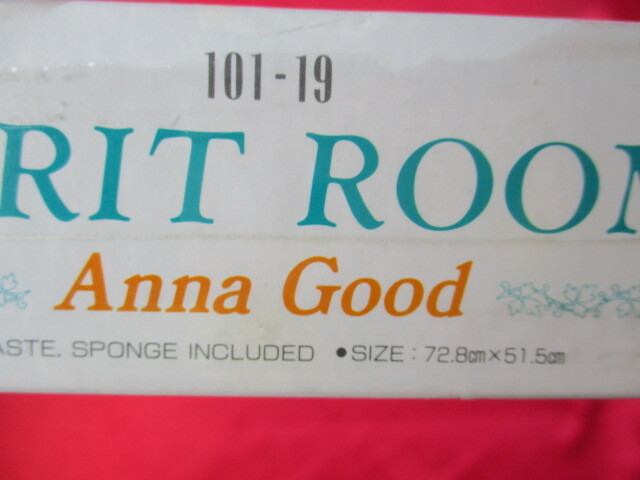 101-19
RIT ROOM
Anna Good
ASTE, SPONGE INCLUDED ●SIZE : 72.8cm×51.5cm